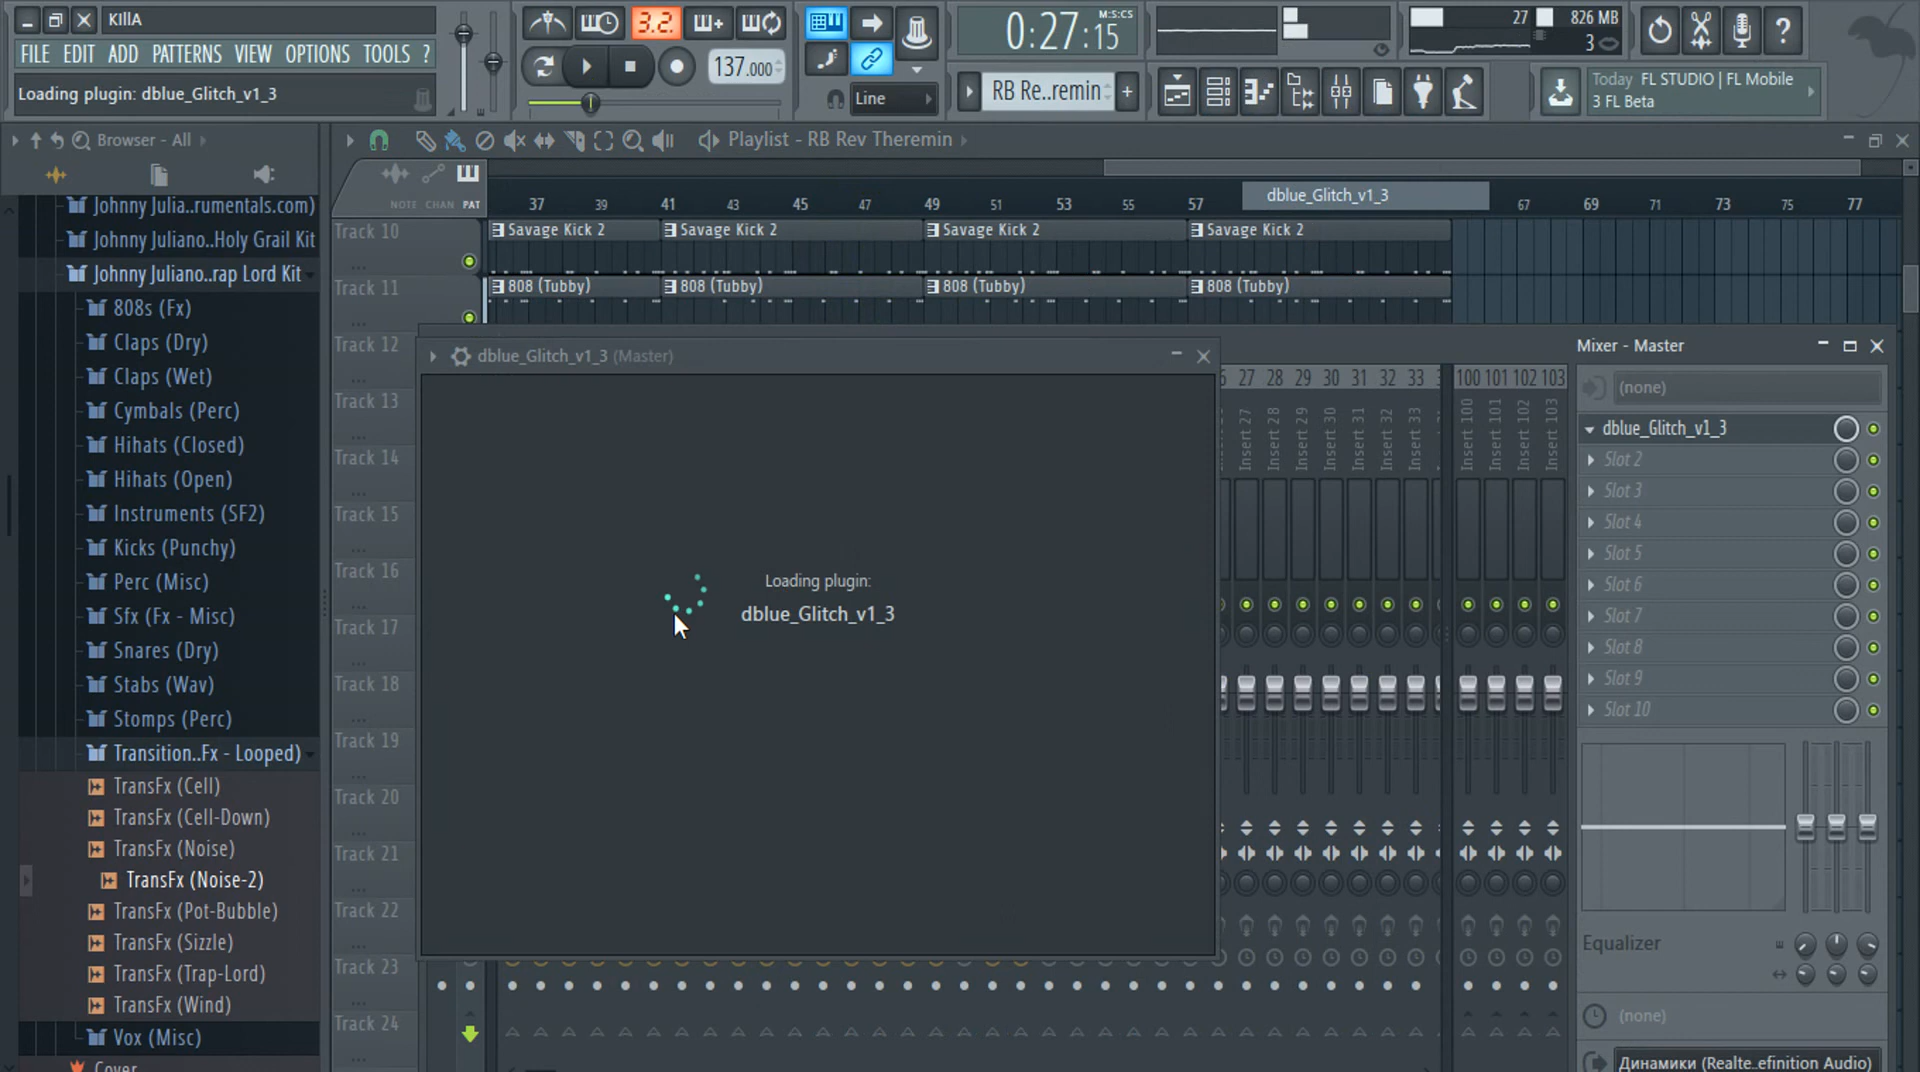 KIllA
FILE EDIT ADD PATTERNS VIEW OPTIONS TOOLS ?
Loading plugin: dblue_Glitch_v1_3
3.2.
137.000
Line
0:27:15
M:S:CS
RB Re..remin
27
826 MB
3
Today FL STUDIO | FL Mobile
3 FL Beta
Browser - All
Playlist - RB Rev Theremin
NOTE CHAN PAT
37 39 41 43 45 47 49 51 53 55 57 dblue_Glitch_v1_3 67 69 71 73 75 77
Johnny Julia..rumentals.com)
Johnny Juliano..Holy Grail Kit
Johnny Juliano..rap Lord Kit
808s (Fx)
Claps (Dry)
Claps (Wet)
Cymbals (Perc)
Hihats (Closed)
Hihats (Open)
Instruments (SF2)
Kicks (Punchy)
Perc (Misc)
Sfx (Fx - Misc)
Snares (Dry)
Stabs (Wav)
Stomps (Perc)
Transition..Fx - Looped)
TransFx (Cell)
TransFx (Cell-Down)
TransFx (Noise)
TransFx (Noise-2)
TransFx (Pot-Bubble)
TransFx (Sizzle)
TransFx (Trap-Lord)
TransFx (Wind)
Vox (Misc)
Cover
Track 10
Savage Kick 2 Savage Kick 2 Savage Kick 2 Savage Kick 2
Track 11
808 (Tubby) 808 (Tubby) 808 (Tubby) 808 (Tubby)
Track 12
Track 13
Track 14
Track 15
Track 16
Track 17
Track 18
Track 19
Track 20
Track 21
Track 22
Track 23
Track 24
dblue_Glitch_v1_3 (Master)
Loading plugin:
dblue_Glitch_v1_3
27 28 29 30 31 32 33 100 101 102 103
Insert 27
Insert 28
Insert 29
Insert 30
Insert 31
Insert 32
Insert 33
Insert 100
Insert 101
Insert 102
Insert 103
Mixer - Master
(none)
dblue_Glitch_v1_3
Slot 2
Slot 3
Slot 4
Slot 5
Slot 6
Slot 7
Slot 8
Slot 9
Slot 10
Equalizer
(none)
Динамики (Realte..efinition Audio)